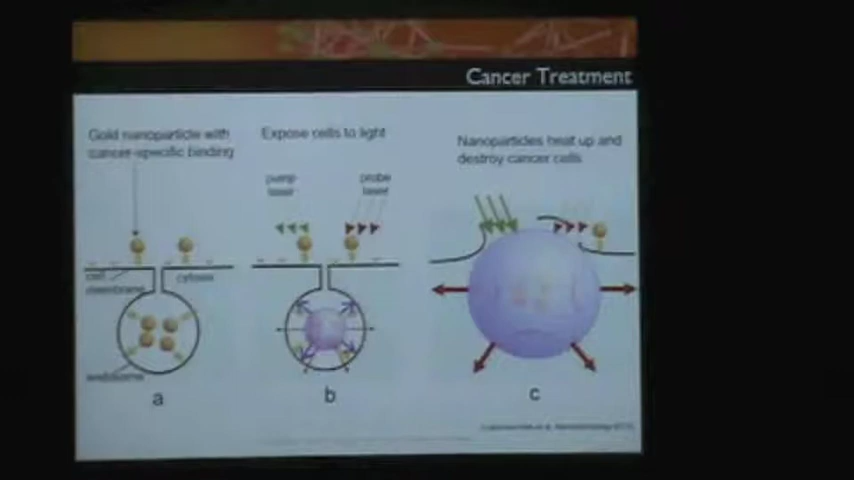 Cancer Treatment
Gold nanoparticle with
cancer-specific binding
Expose cells to light
Nanoparticles heat up and
destroy cancer cells
pump
laser
probe
laser
cell
membrane
cytosol
endosome
a
b
c